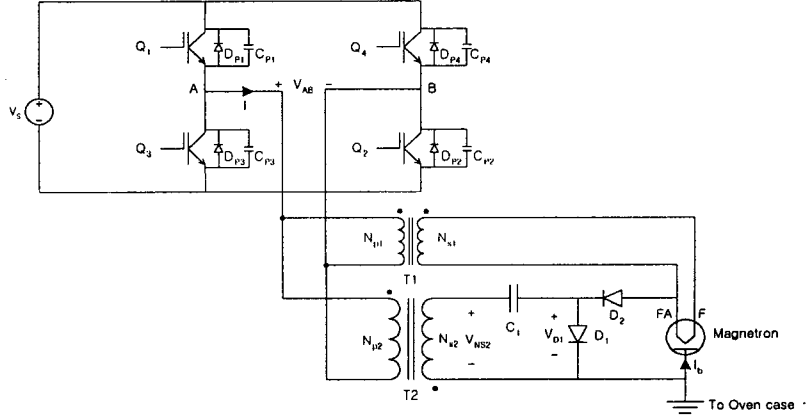 Q1 DP1 CP1 Q4 DP4 CP4
A I + VAB − B
VS + −
Q3 DP3 CP3 Q2 DP2 CP2
Np1 Ns1
T1
C1 D2 FA F
Np2 Ns2 + VNS2 − + VD1 − D1 Magnetron
Ib
T2
To Oven case